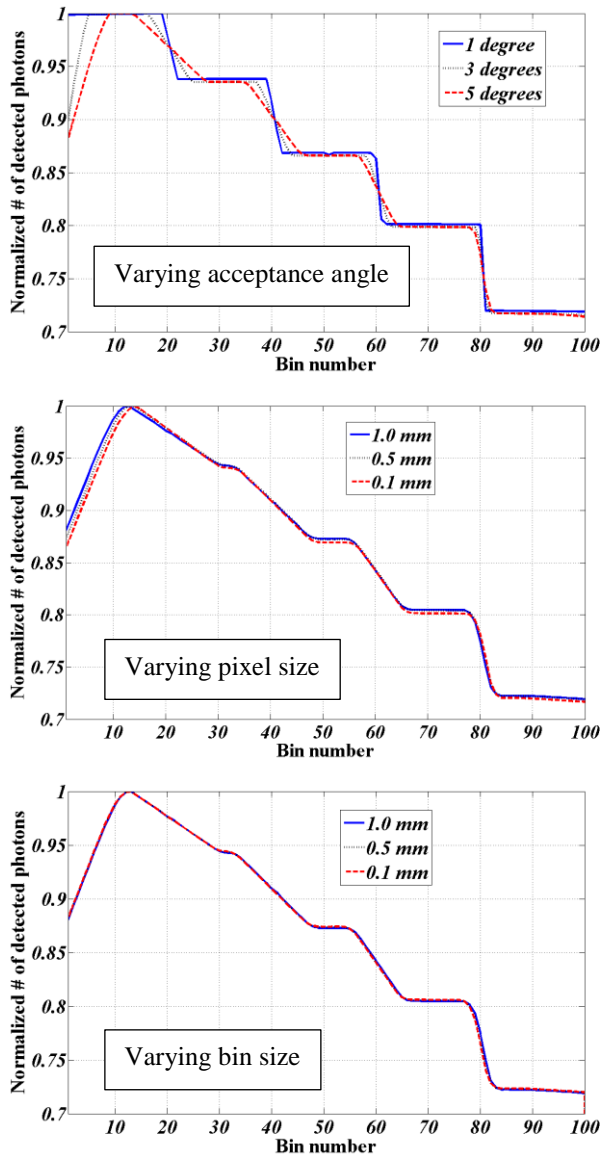 1
0.95
0.9
0.85
0.8
0.75
0.7
Normalized # of detected photons
1 degree
3 degrees
5 degrees
Varying acceptance angle
10 20 30 40 50 60 70 80 90 100
Bin number
1
0.95
0.9
0.85
0.8
0.75
0.7
Normalized # of detected photons
1.0 mm
0.5 mm
0.1 mm
Varying pixel size
10 20 30 40 50 60 70 80 90 100
Bin number
1
0.95
0.9
0.85
0.8
0.75
0.7
Normalized # of detected photons
1.0 mm
0.5 mm
0.1 mm
Varying bin size
10 20 30 40 50 60 70 80 90 100
Bin number